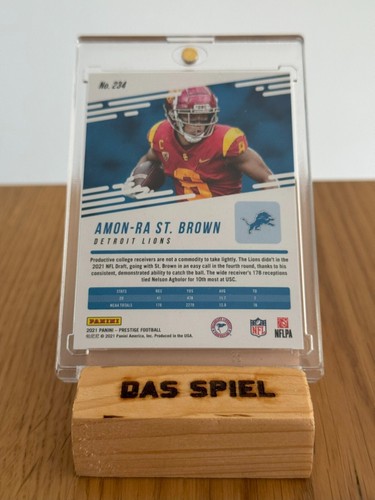 No. 234
AMON-RA ST. BROWN
DETROIT LIONS
Productive college receivers are not a commodity to take lightly. The Lions didn't in the
2021 NFL Draft, going with St. Brown in an easy call in the fourth round, thanks to his
consistent, demonstrated ability to catch the ball. The wide receiver's 178 receptions
tied Nelson Agholor for 10th most at USC.
NCAA TOTALS 178
PANINI
2021 PANINI – PRESTIGE FOOTBALL
© 2021 Panini America, Inc. Produced in the USA.
NFL
NFLPA
DAS SPIEL